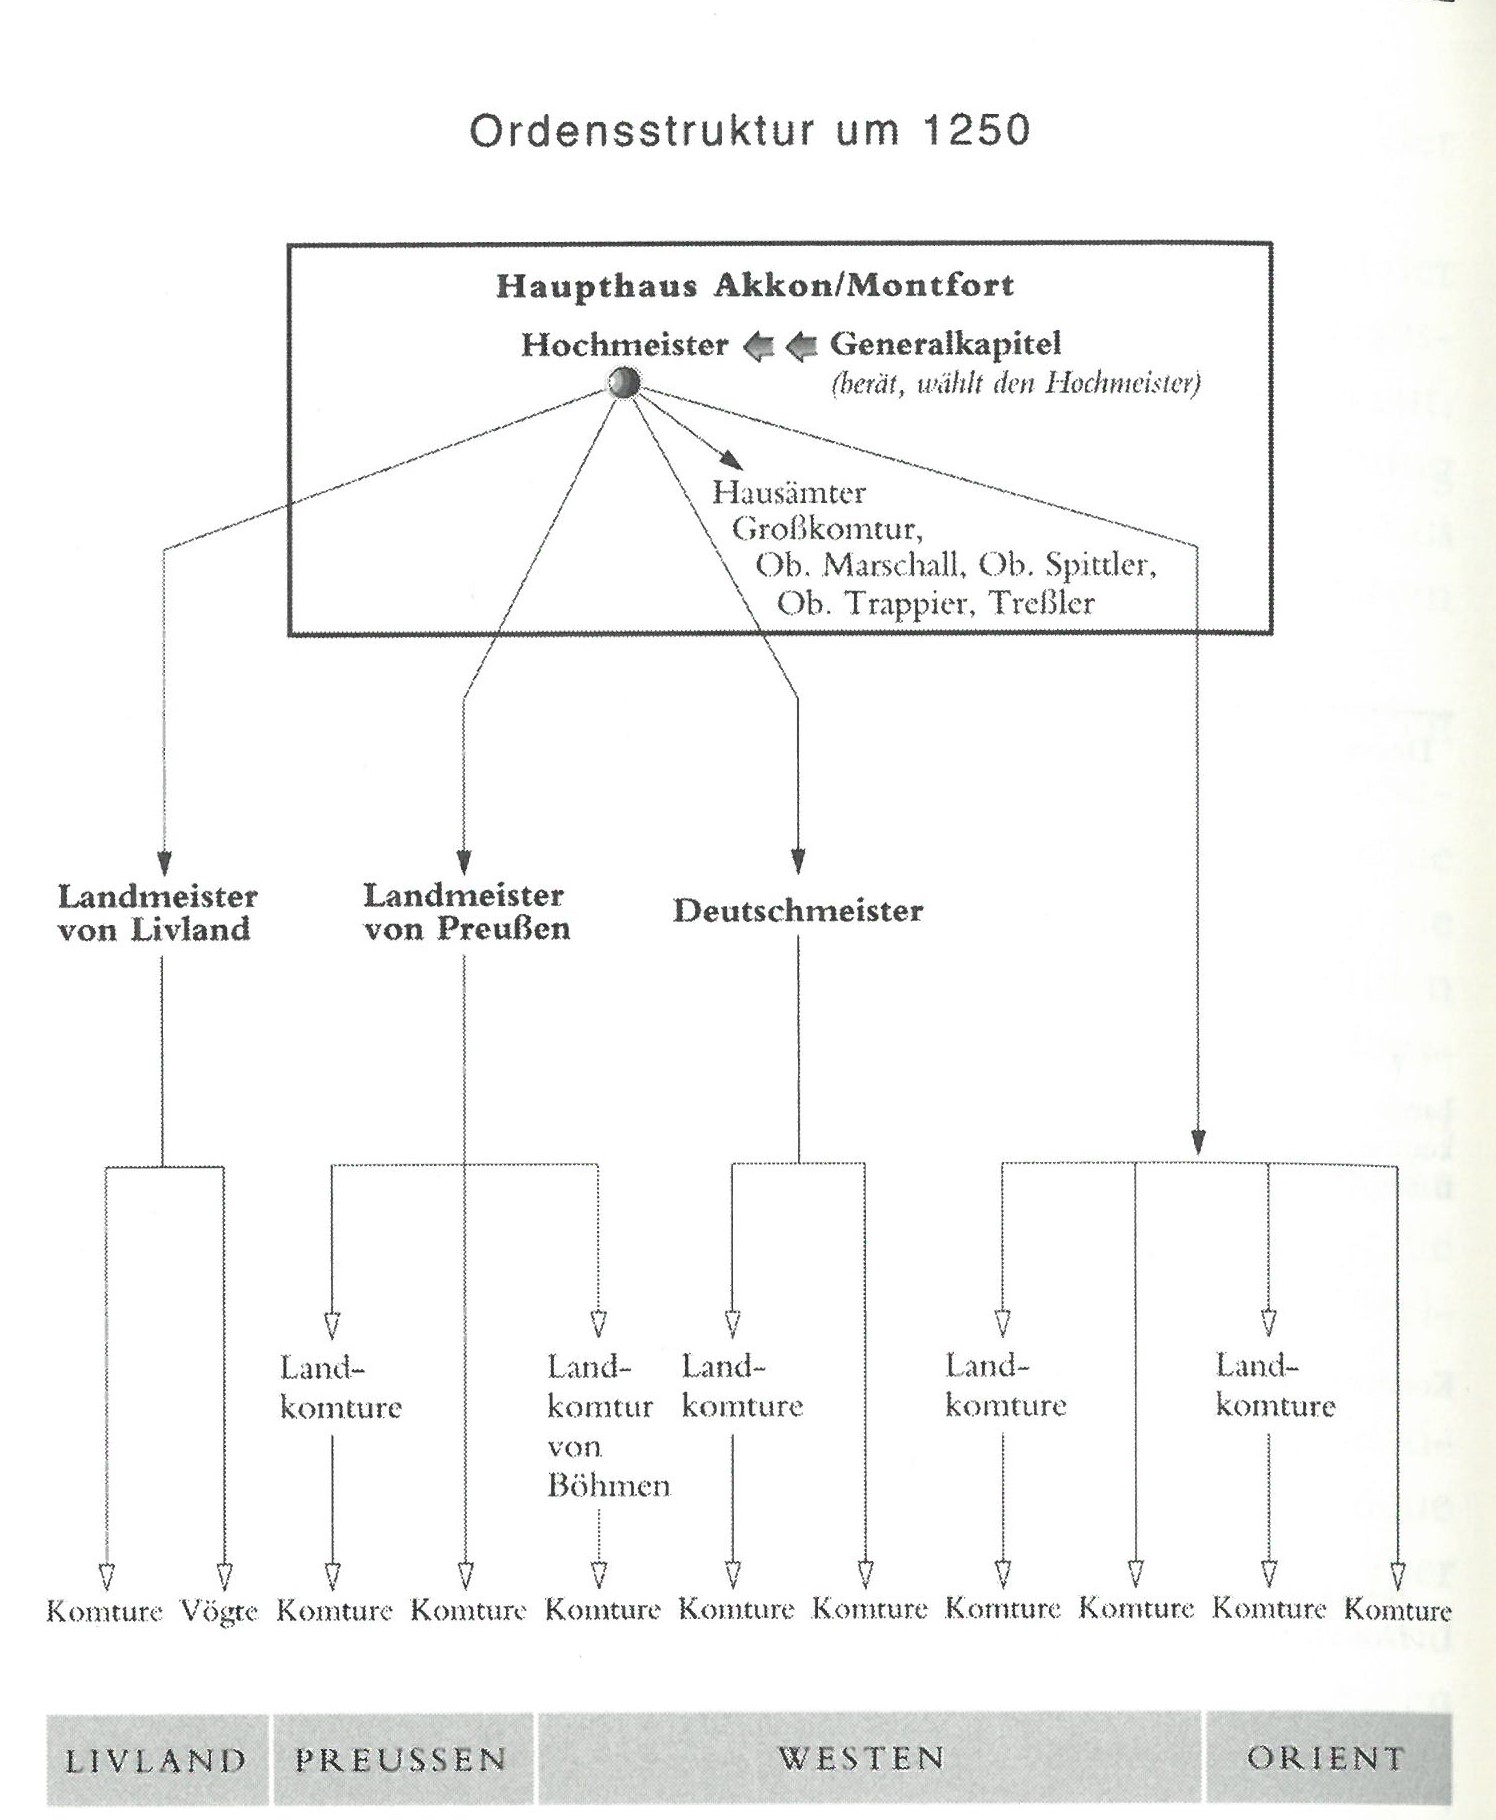 Ordensstruktur um 1250
Haupthaus Akkon/Montfort
Hochmeister Generalkapitel
(berät, wählt den Hochmeister)
Hausämter
Großkomtur,
Ob. Marschall, Ob. Spittler,
Ob. Trappier, Treßler
Landmeister
von Livland
Landmeister
von Preußen
Deutschmeister
Land-
komture
Land-
komtur
von
Böhmen
Land-
komture
Land-
komture
Land-
komture
Komture Vögte Komture Komture Komture Komture Komture Komture Komture Komture Komture
LIVLAND PREUSSEN WESTEN ORIENT